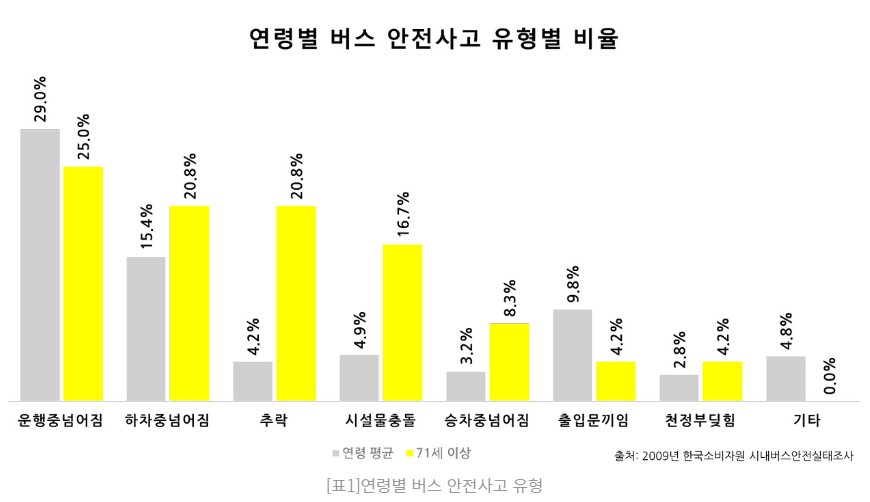 연령별 버스 안전사고 유형별 비율
29.0% 25.0% 15.4% 20.8% 4.2% 20.8% 4.9% 16.7% 3.2% 8.3% 9.8% 4.2% 2.8% 4.2% 4.8% 0.0%
운행중넘어짐 하차중넘어짐 추락 시설물충돌 승차중넘어짐 출입문끼임 천정부딪힘 기타
연령 평균 71세 이상
출처: 2009년 한국소비자원 시내버스안전실태조사
[표1]연령별 버스 안전사고 유형